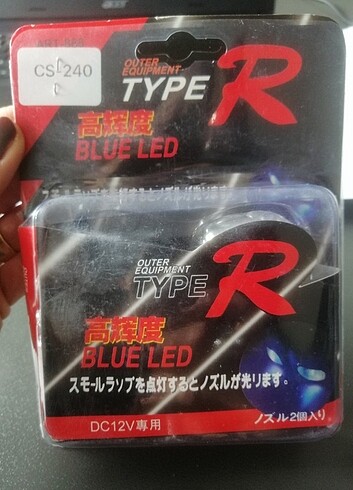 CS-240
OUTER
EQUIPMENT
TYPE R
高輝度
BLUE LED
OUTER
EQUIPMENT
TYPE R
高輝度
BLUE LED
スモールラップを点灯するとノズルが光リます。
DC12V専用
ノズル2個入り。